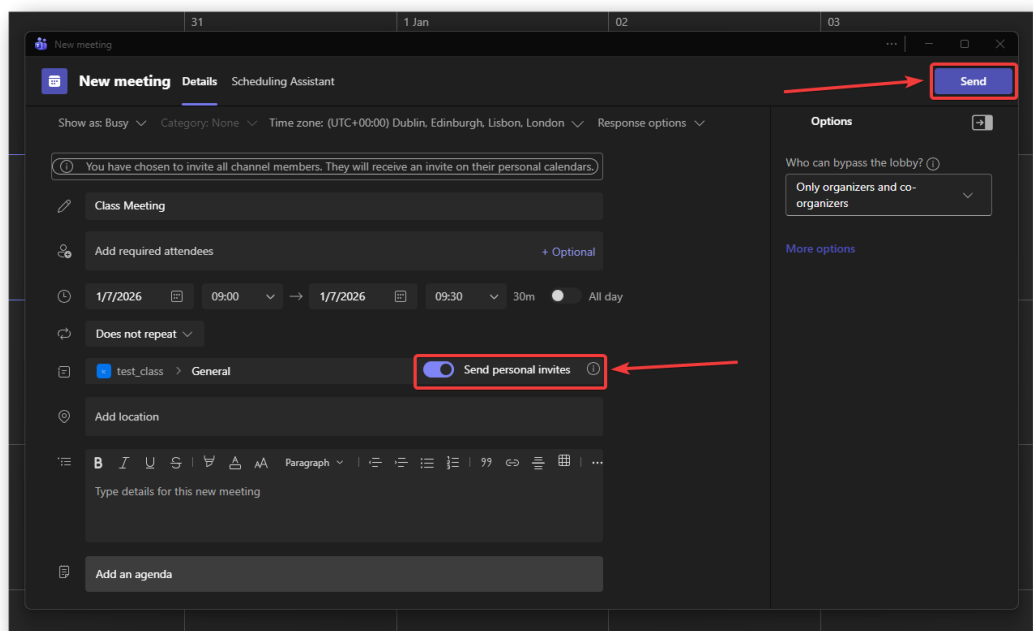 31
1 Jan
02
03
New meeting
New meeting
Details
Scheduling Assistant
Send
Show as: Busy
Category: None
Time zone: (UTC+00:00) Dublin, Edinburgh, Lisbon, London
Response options
Options
You have chosen to invite all channel members. They will receive an invite on their personal calendars.
Who can bypass the lobby?
Only organizers and co-
organizers
More options
Class Meeting
Add required attendees
+ Optional
1/7/2026
09:00
1/7/2026
09:30
30m
All day
Does not repeat
test_class
General
Send personal invites
Add location
Paragraph
Type details for this new meeting
Add an agenda